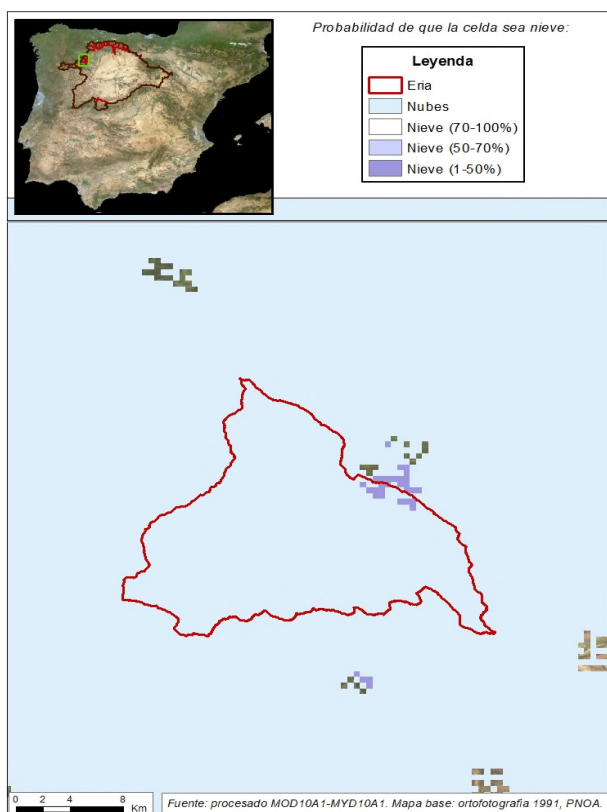 Probabilidad de que la celda sea nieve:
Leyenda
Eria
Nubes
Nieve (70-100%)
Nieve (50-70%)
Nieve (1-50%)
0 2 4 8
Km
Fuente: procesado MOD10A1-MYD10A1. Mapa base: ortofotografia 1991, PNOA